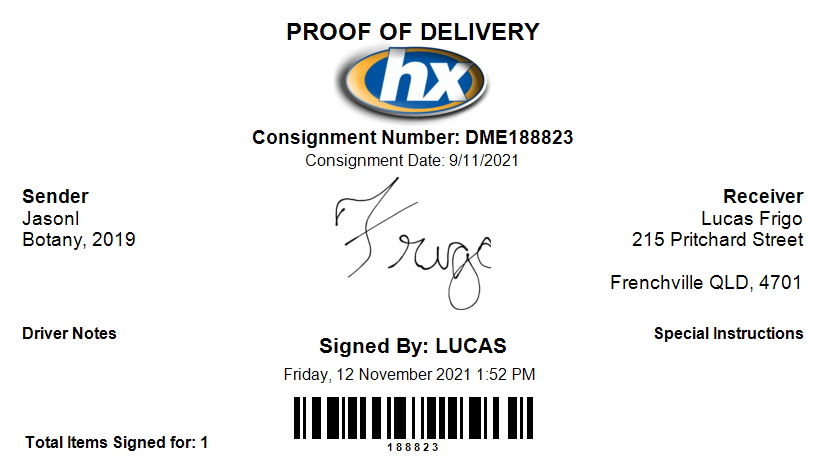 PROOF OF DELIVERY
hx
Consignment Number: DME188823
Consignment Date: 9/11/2021
Sender
JasonI
Botany, 2019
Frigo
Receiver
Lucas Frigo
215 Pritchard Street
Frenchville QLD, 4701
Driver Notes
Special Instructions
Signed By: LUCAS
Friday, 12 November 2021 1:52 PM
188823
Total Items Signed for: 1